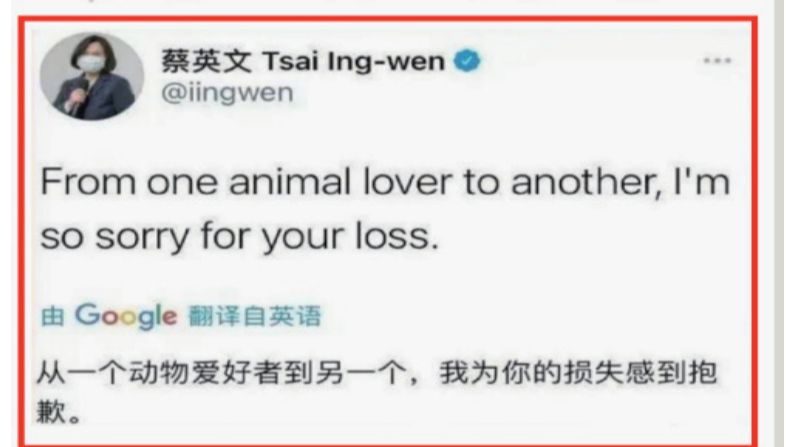 蔡英文 Tsai Ing-wen
@iingwen
From one animal lover to another, I'm
so sorry for your loss.
由 Google 翻译自英语
从一个动物爱好者到另一个，我为你的损失感到抱
歉。